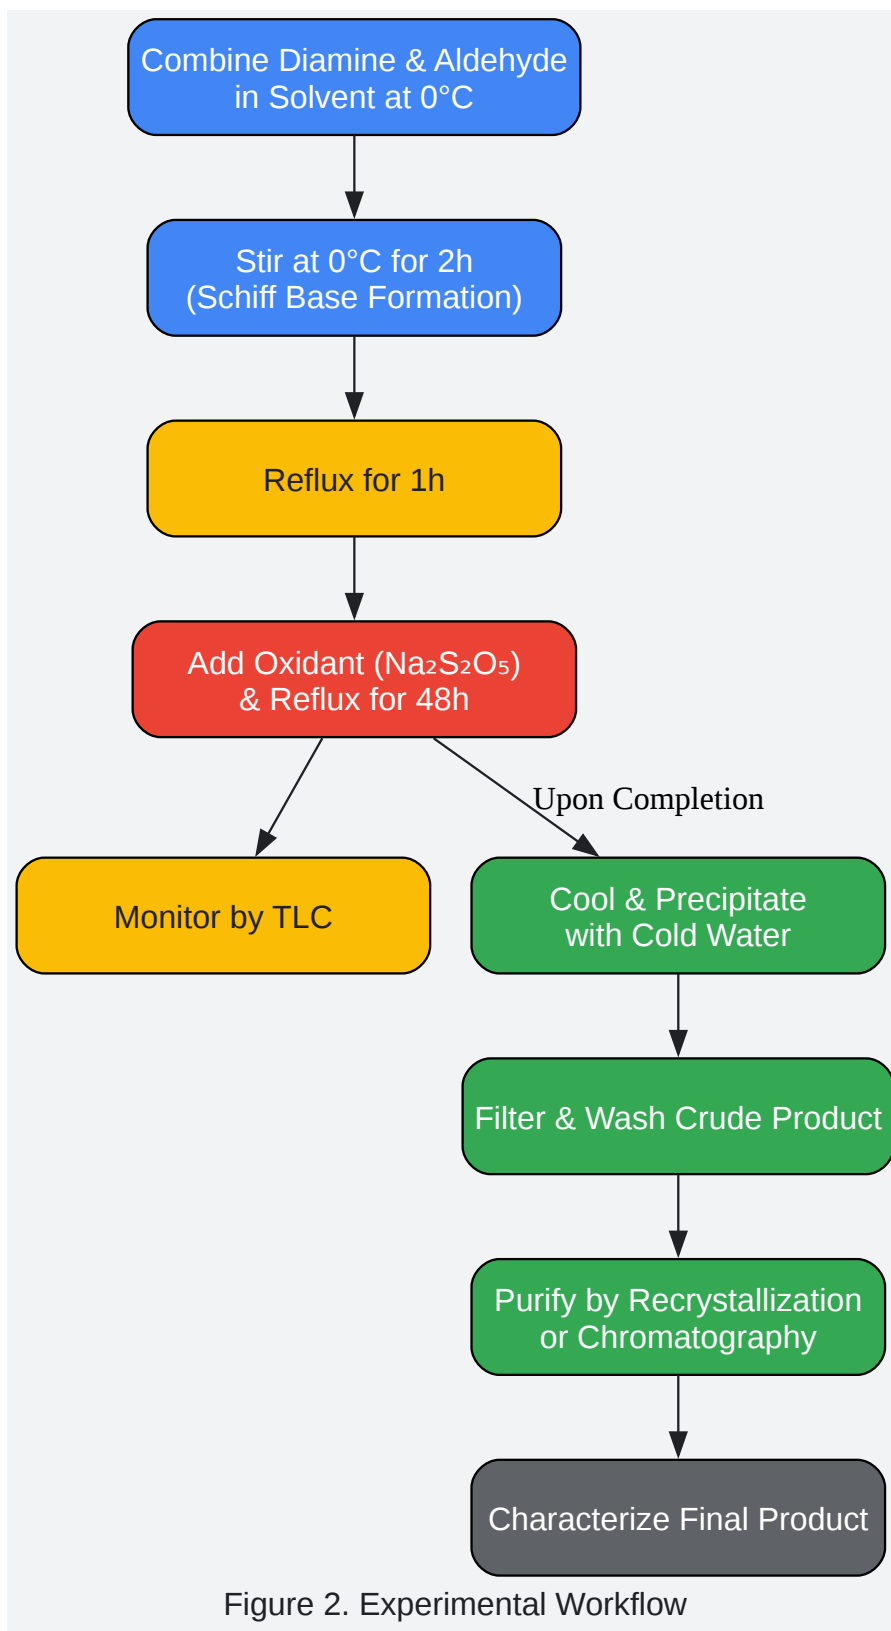 Combine Diamine & Aldehyde
in Solvent at 0°C
Stir at 0°C for 2h
(Schiff Base Formation)
Reflux for 1h
Add Oxidant (Na₂S₂O₅)
& Reflux for 48h
Upon Completion
Monitor by TLC
Cool & Precipitate
with Cold Water
Filter & Wash Crude Product
Purify by Recrystallization
or Chromatography
Characterize Final Product
Figure 2. Experimental Workflow